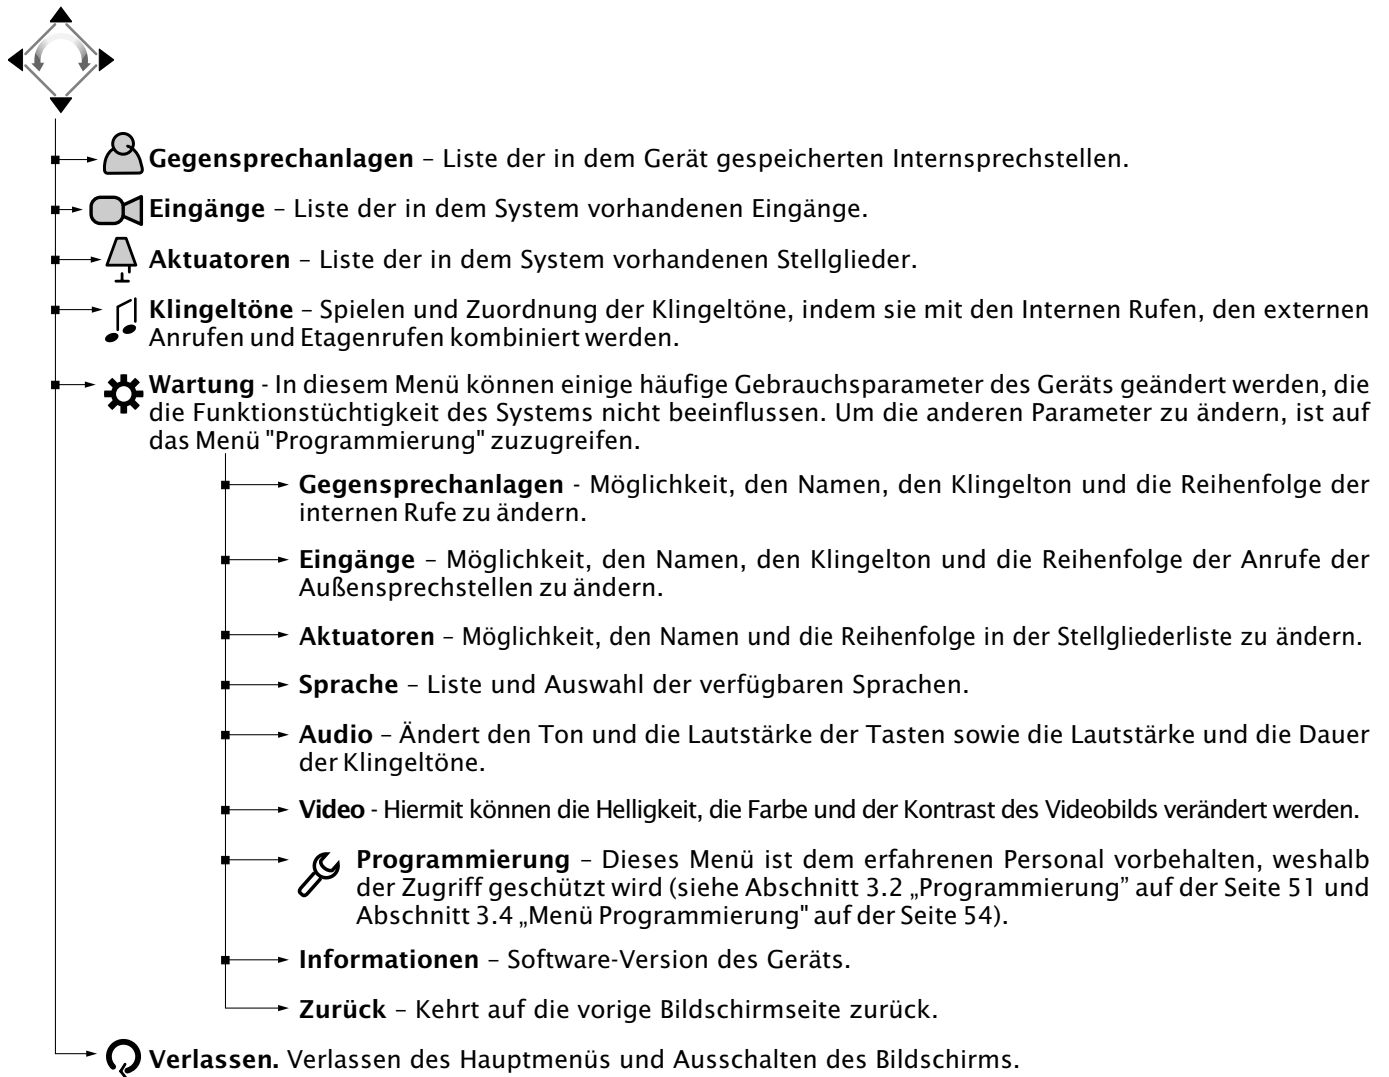 Gegensprechanlagen – Liste der in dem Gerät gespeicherten Internsprechstellen.
Eingänge – Liste der in dem System vorhandenen Eingänge.
Aktuatoren – Liste der in dem System vorhandenen Stellglieder.
Klingeltöne – Spielen und Zuordnung der Klingeltöne, indem sie mit den Internen Rufen, den externen
Anrufen und Etagenrufen kombiniert werden.
Wartung - In diesem Menü können einige häufige Gebrauchsparameter des Geräts geändert werden, die
die Funktionstüchtigkeit des Systems nicht beeinflussen. Um die anderen Parameter zu ändern, ist auf
das Menü "Programmierung" zuzugreifen.
Gegensprechanlagen - Möglichkeit, den Namen, den Klingelton und die Reihenfolge der
internen Rufe zu ändern.
Eingänge – Möglichkeit, den Namen, den Klingelton und die Reihenfolge der Anrufe der
Außensprechstellen zu ändern.
Aktuatoren – Möglichkeit, den Namen und die Reihenfolge in der Stellgliederliste zu ändern.
Sprache – Liste und Auswahl der verfügbaren Sprachen.
Audio – Ändert den Ton und die Lautstärke der Tasten sowie die Lautstärke und die Dauer
der Klingeltöne.
Video - Hiermit können die Helligkeit, die Farbe und der Kontrast des Videobilds verändert werden.
Programmierung – Dieses Menü ist dem erfahrenen Personal vorbehalten, weshalb
der Zugriff geschützt wird (siehe Abschnitt 3.2 „Programmierung” auf der Seite 51 und
Abschnitt 3.4 „Menü Programmierung" auf der Seite 54).
Informationen – Software-Version des Geräts.
Zurück – Kehrt auf die vorige Bildschirmseite zurück.
Verlassen. Verlassen des Hauptmenüs und Ausschalten des Bildschirms.